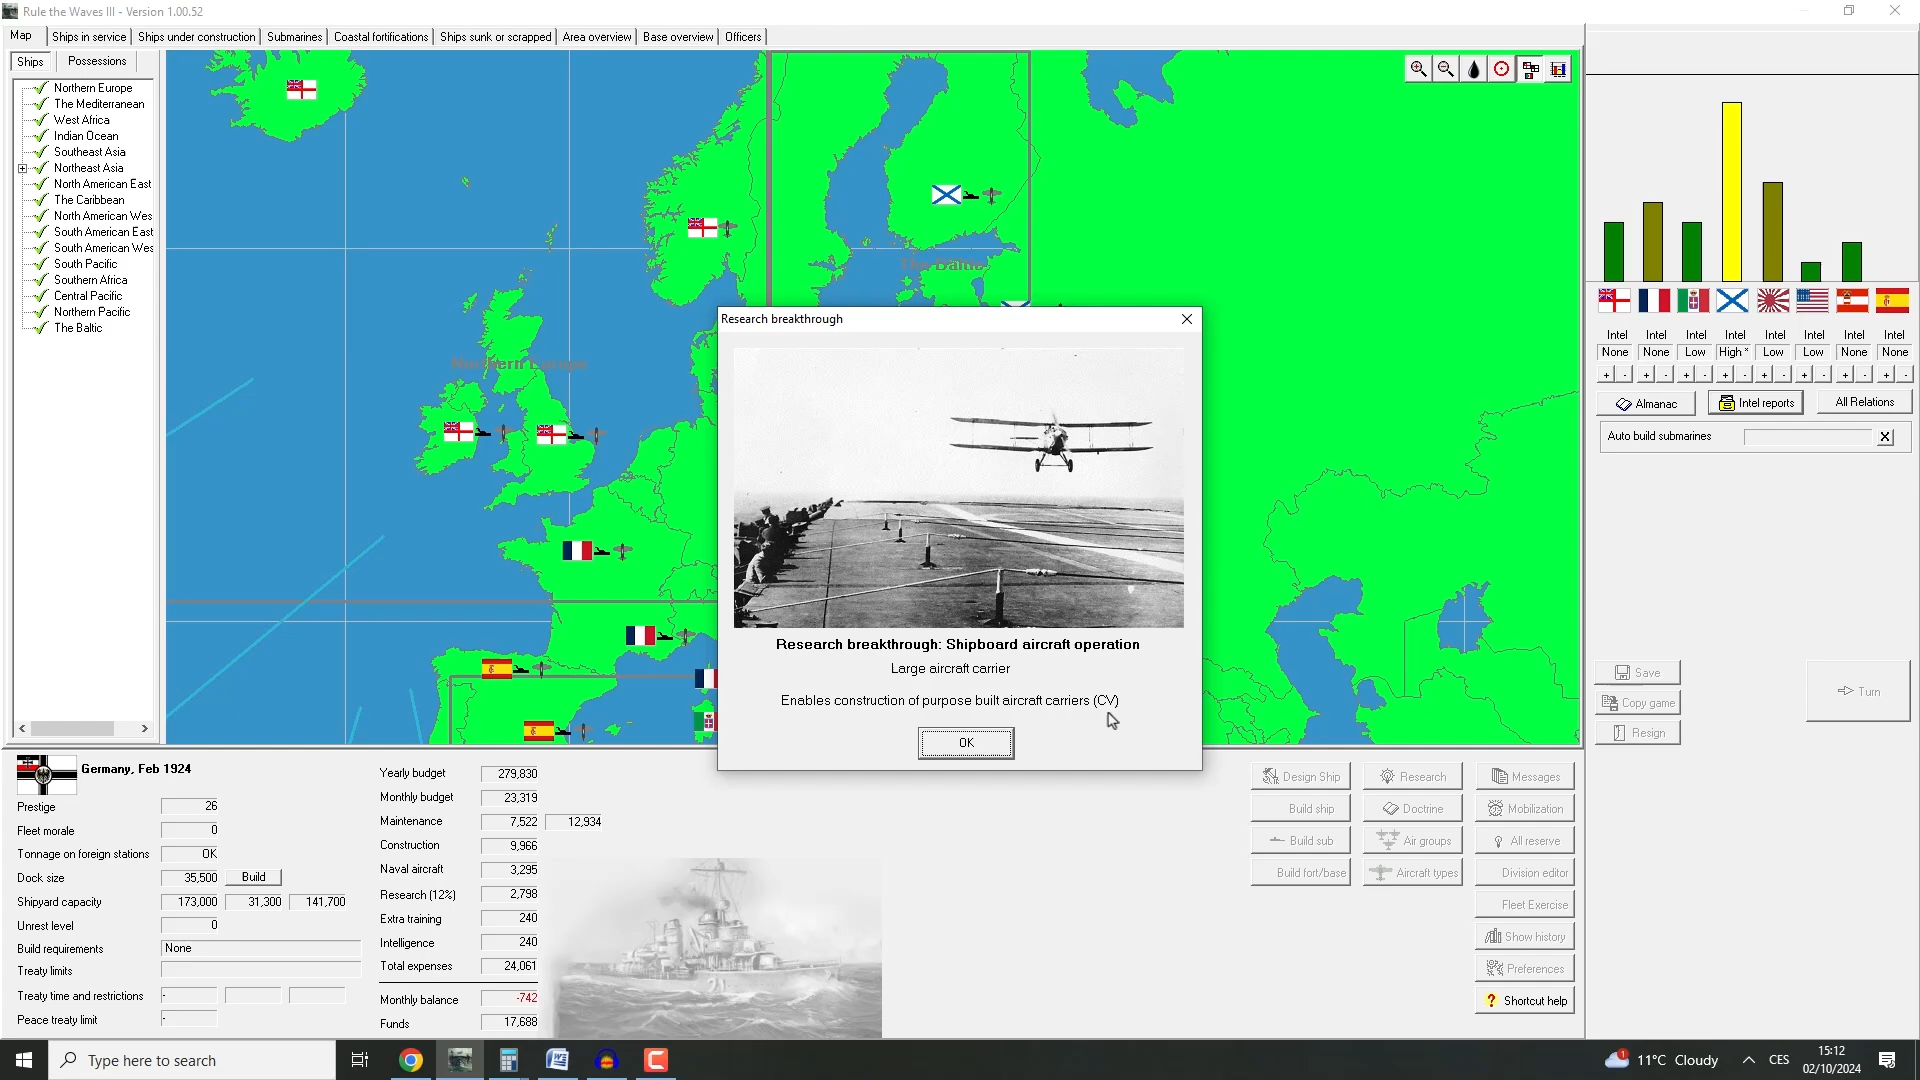 Rule the Waves III - Version 1.00.52
Map
Ships in service
Ships under construction
Submarines
Coastal fortifications
Ships sunk or scrapped
Area overview
Base overview
Officers
Ships
Possessions
Northern Europe
The Mediterranean
West Africa
Indian Ocean
Southeast Asia
Northeast Asia
North American East
The Caribbean
North American Wes
South American East
South American Wes
South Pacific
Southern Africa
Central Pacific
Northern Pacific
The Baltic
The Baltic
Northern Europe
Research breakthrough
Research breakthrough: Shipboard aircraft operation
Large aircraft carrier
Enables construction of purpose built aircraft carriers (CV)
OK
Intel Intel Intel Intel Intel Intel Intel Intel
None None Low High * Low Low None None
+ - + - + - + - + - + - + - + -
Almanac
Intel reports
All Relations
Auto build submarines
X
Save
Copy game
Resign
Turn
Germany, Feb 1924
Prestige 26
Fleet morale 0
Tonnage on foreign stations OK
Dock size 35,500 Build
Shipyard capacity 173,000 31,300 141,700
Unrest level 0
Build requirements None
Treaty limits
Treaty time and restrictions -
Peace treaty limit -
Yearly budget 279,830
Monthly budget 23,319
Maintenance 7,522 12,934
Construction 9,966
Naval aircraft 3,295
Research (12%) 2,798
Extra training 240
Intelligence 240
Total expenses 24,061
Monthly balance -742
Funds 17,688
Design Ship
Research
Messages
Build ship
Doctrine
Mobilization
Build sub
Air groups
All reserve
Build fort/base
Aircraft types
Division editor
Fleet Exercise
Show history
Preferences
? Shortcut help
Type here to search
1
11°C Cloudy
CES
15:12
02/10/2024